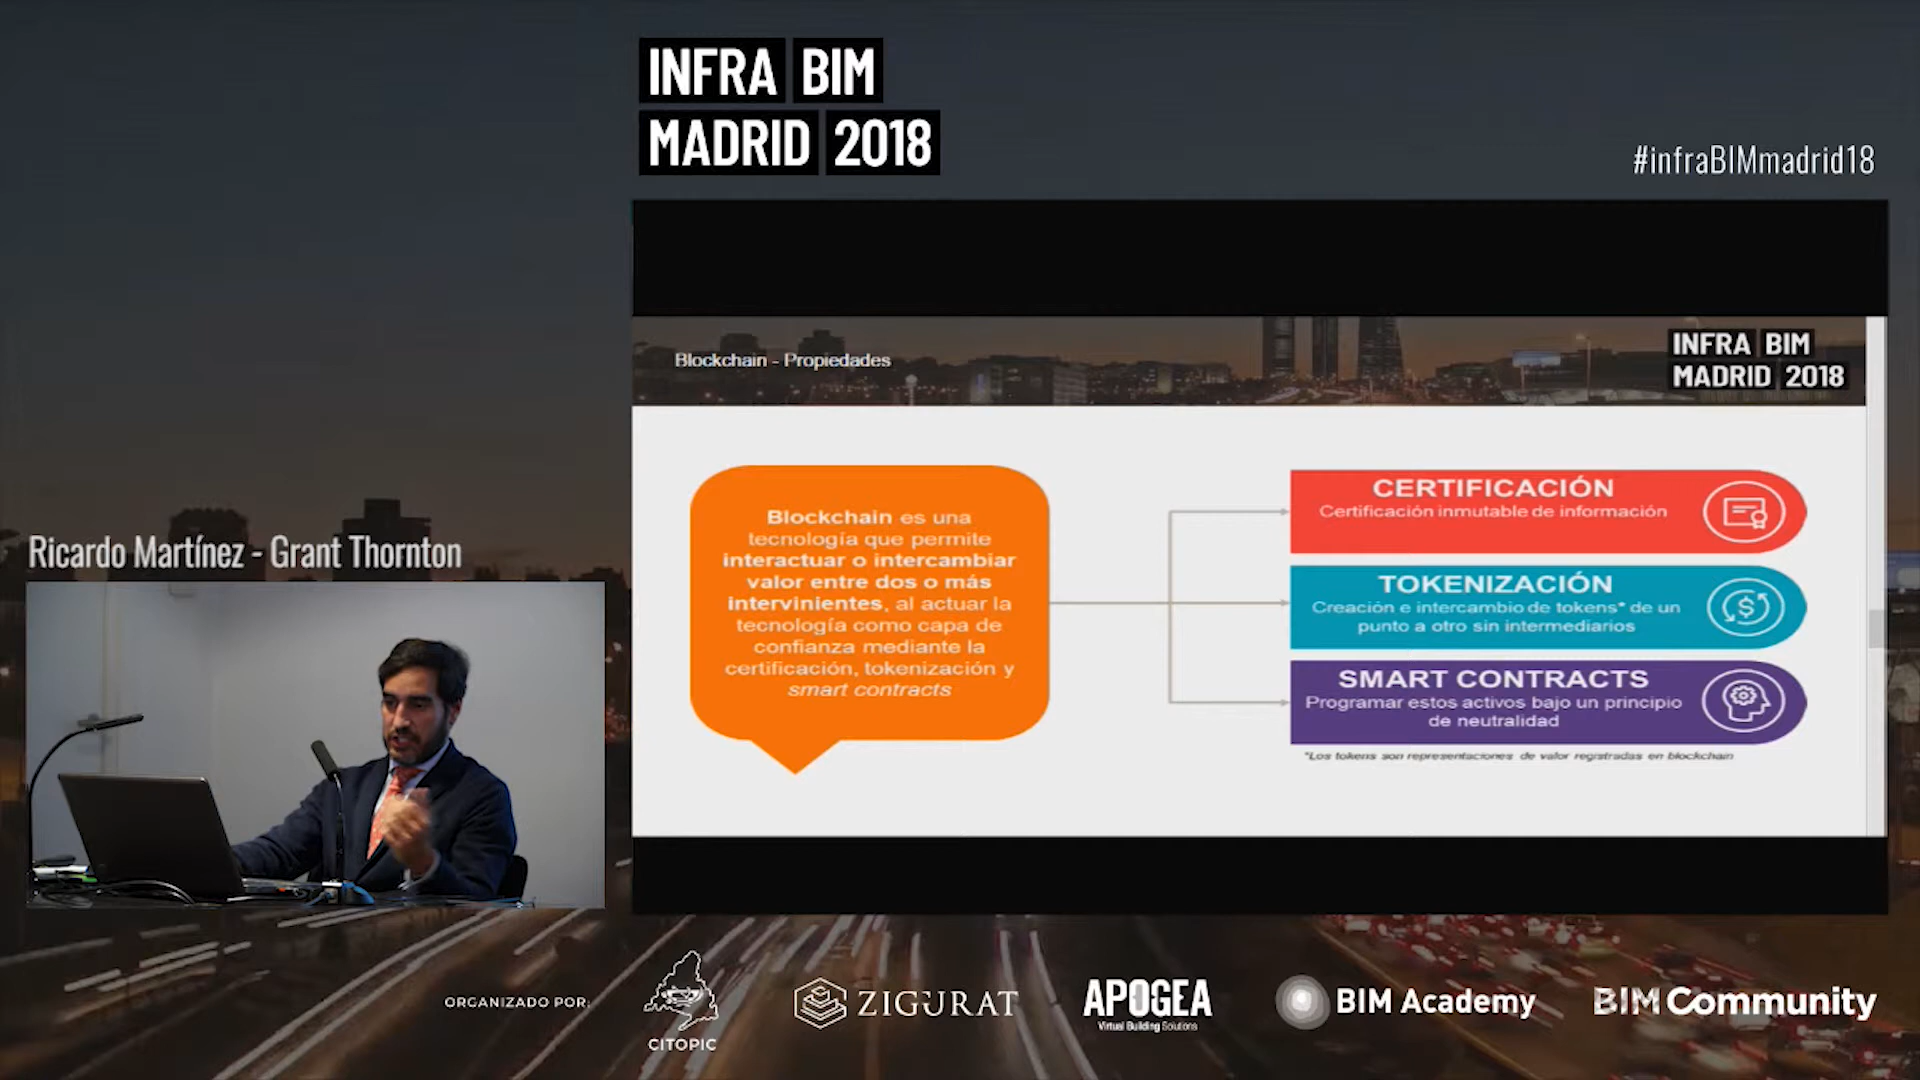 INFRA BIM
MADRID 2018
#infraBIMmadrid18
Blockchain - Propiedades
INFRA BIM
MADRID 2018
Blockchain es una
tecnología que permite
interactuar o intercambiar
valor entre dos o más
intervinientes, al actuar la
tecnología como capa de
confianza mediante la
certificación, tokenización y
smart contracts
CERTIFICACIÓN
Certificación inmutable de información
TOKENIZACIÓN
Creación e intercambio de tokens* de un
punto a otro sin intermediarios
SMART CONTRACTS
Programar estos activos bajo un principio
de neutralidad
*Los tokens son representaciones de valor registradas en blockchain
Ricardo Martínez - Grant Thornton
ORGANIZADO POR:
CITOPIC
ZIGURAT
APOGEA
Virtual Building Solutions
BIM Academy
BIM Community